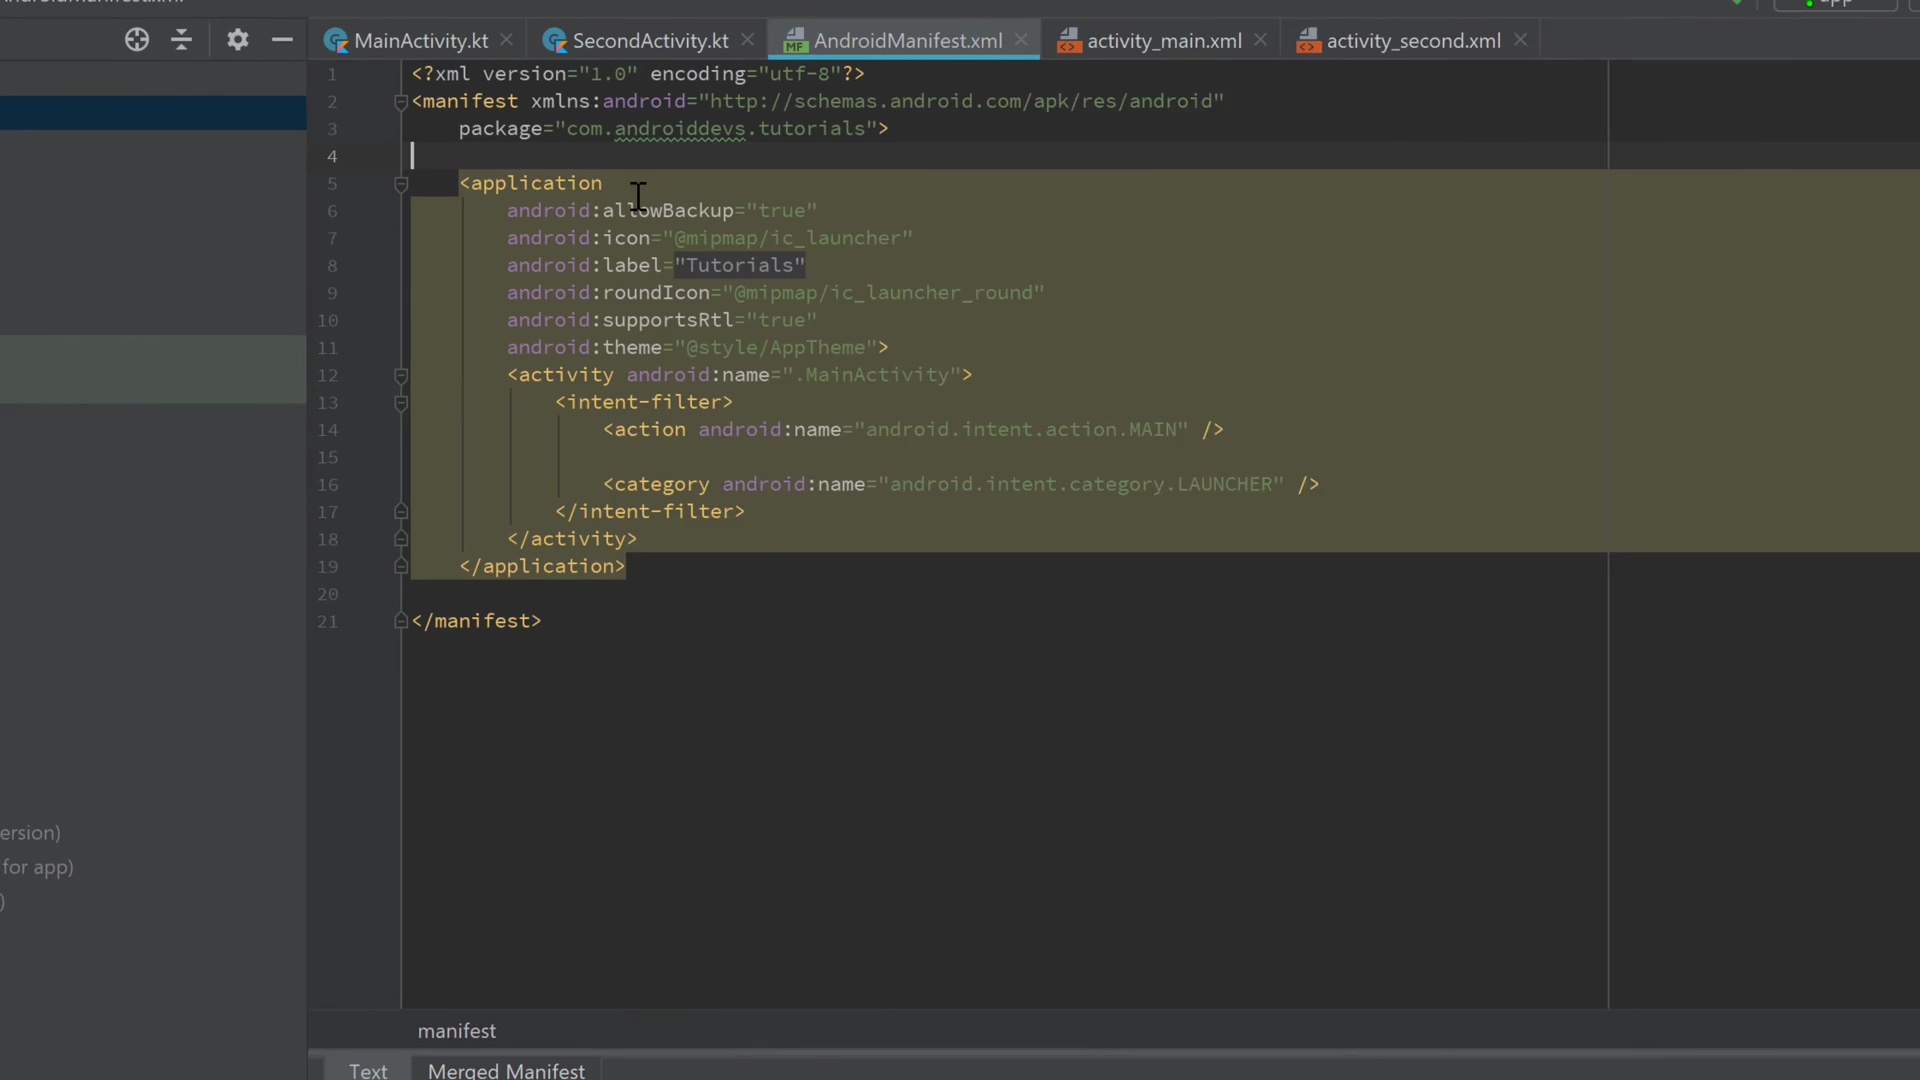 MainActivity.kt
SecondActivity.kt
AndroidManifest.xml
activity_main.xml
activity_second.xml
1 <?xml version="1.0" encoding="utf-8"?>
2 <manifest xmlns:android="http://schemas.android.com/apk/res/android"
3 package="com.androiddevs.tutorials">
4
5 <application
6 android:allowBackup="true"
7 android:icon="@mipmap/ic_launcher"
8 android:label="Tutorials"
9 android:roundIcon="@mipmap/ic_launcher_round"
10 android:supportsRtl="true"
11 android:theme="@style/AppTheme">
12 <activity android:name=".MainActivity">
13 <intent-filter>
14 <action android:name="android.intent.action.MAIN" />
15
16 <category android:name="android.intent.category.LAUNCHER" />
17 </intent-filter>
18 </activity>
19 </application>
20
21 </manifest>
ersion)
for app)
)
manifest
Text
Merged Manifest